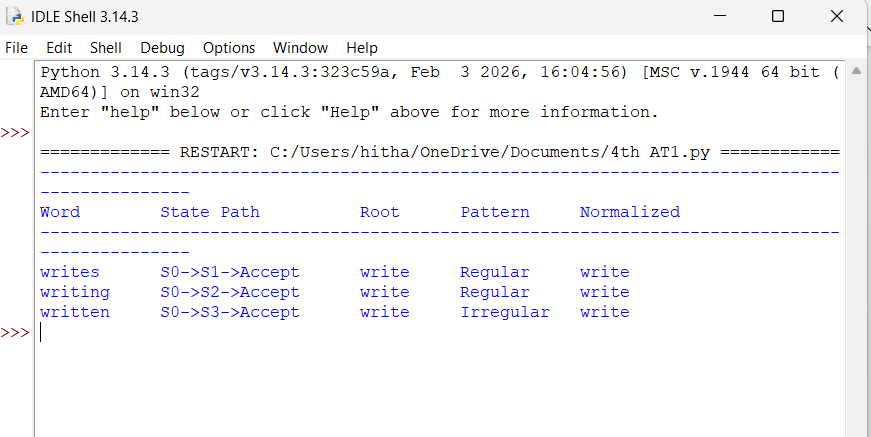 IDLE Shell 3.14.3
File Edit Shell Debug Options Window Help
Python 3.14.3 (tags/v3.14.3:323c59a, Feb  3 2026, 16:04:56) [MSC v.1944 64 bit (
AMD64)] on win32
Enter "help" below or click "Help" above for more information.
>>>
============= RESTART: C:/Users/hitha/OneDrive/Documents/4th AT1.py ============
--------------------------------------------------------------------------------
---------------
Word        State Path          Root      Pattern     Normalized
--------------------------------------------------------------------------------
---------------
writes      S0->S1->Accept      write     Regular     write
writing     S0->S2->Accept      write     Regular     write
written     S0->S3->Accept      write     Irregular   write
>>>